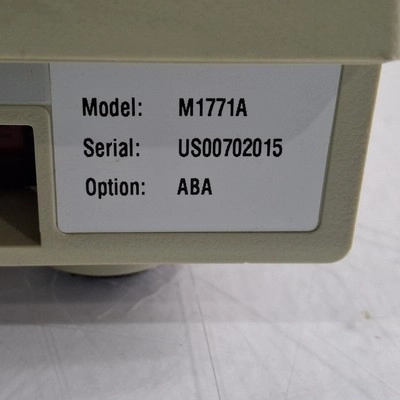 Model: M1771A
Serial: US00702015
Option: ABA